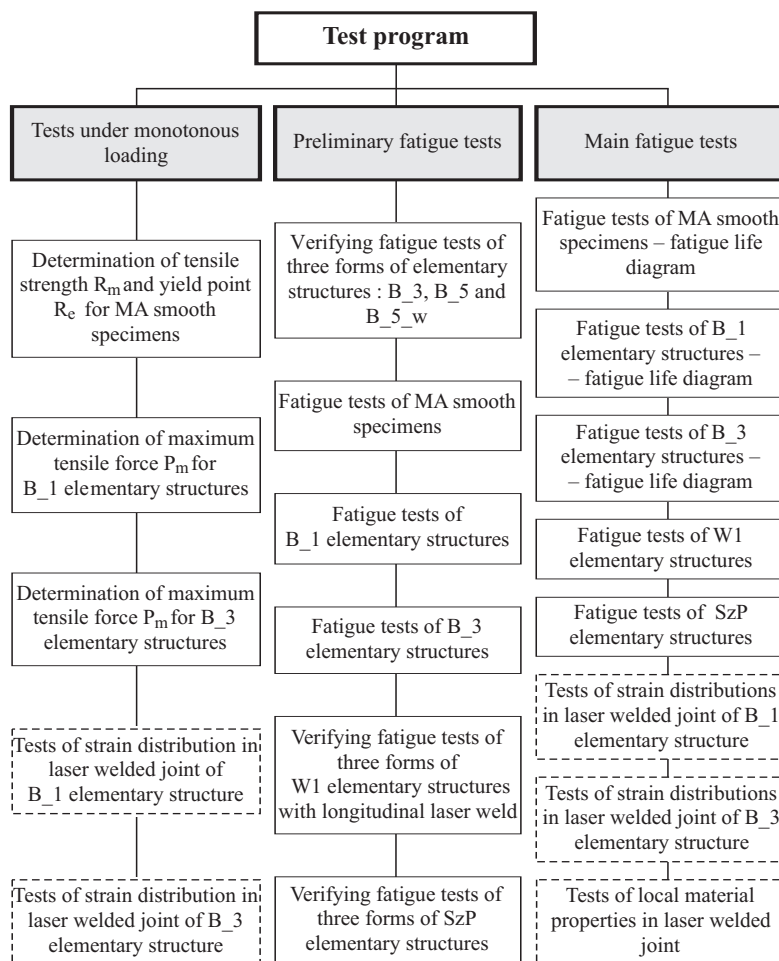 Test program
Tests under monotonous
loading
Determination of tensile
strength Rm and yield point
Re for MA smooth
specimens
Determination of maximum
tensile force Pm for
B_1 elementary structures
Determination of maximum
tensile force Pm for B_3
elementary structures
Tests of strain distribution in
laser welded joint of
B_1 elementary structure
Tests of strain distribution in
laser welded joint of B_3
elementary structure
Preliminary fatigue tests
Verifying fatigue tests of
three forms of elementary
structures : B_3, B_5 and
B_5_w
Fatigue tests of MA smooth
specimens
Fatigue tests of
B_1 elementary structures
Fatigue tests of B_3
elementary structures
Verifying fatigue tests of
three forms of
W1 elementary structures
with longitudinal laser weld
Verifying fatigue tests of
three forms of SzP
elementary structures
Main fatigue tests
Fatigue tests of MA smooth
specimens – fatigue life
diagram
Fatigue tests of B_1
elementary structures –
– fatigue life diagram
Fatigue tests of B_3
elementary structures –
– fatigue life diagram
Fatigue tests of W1
elementary structures
Fatigue tests of SzP
elementary structures
Tests of strain distributions
in laser welded joint of B_1
elementary structure
Tests of strain distributions
in laser welded joint of B_3
elementary structure
Tests of local material
properties in laser welded
joint